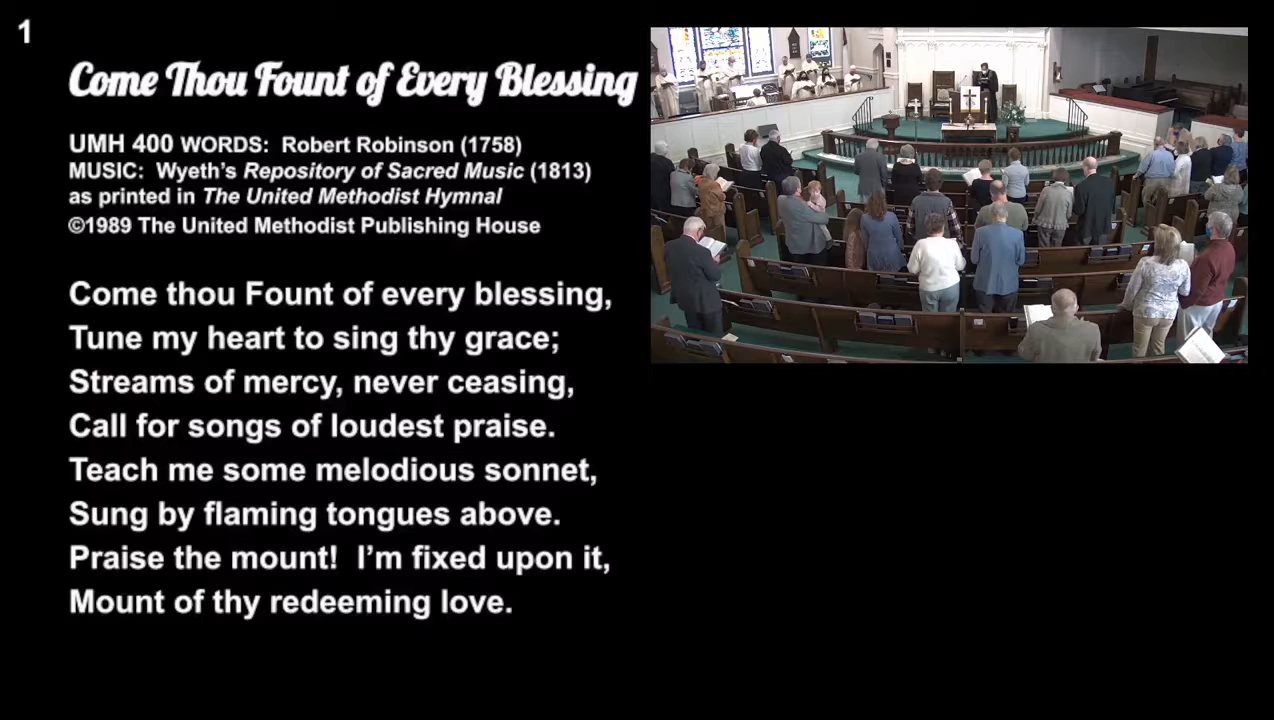 1
Come Thou Fount of Every Blessing
UMH 400 WORDS:  Robert Robinson (1758)
MUSIC:  Wyeth's Repository of Sacred Music (1813)
as printed in The United Methodist Hymnal
©1989 The United Methodist Publishing House
Come thou Fount of every blessing,
Tune my heart to sing thy grace;
Streams of mercy, never ceasing,
Call for songs of loudest praise.
Teach me some melodious sonnet,
Sung by flaming tongues above.
Praise the mount!  I’m fixed upon it,
Mount of thy redeeming love.